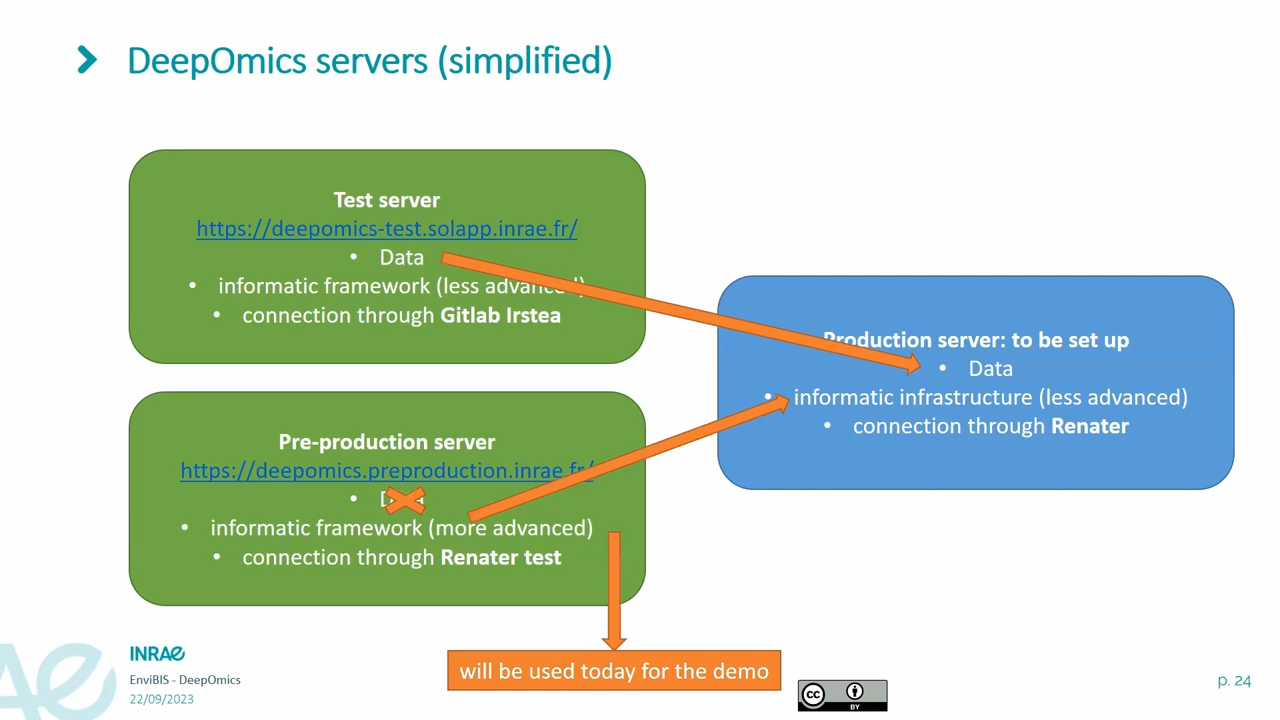 DeepOmics servers (simplified)
Test server
https://deepomics-test.solapp.inrae.fr/
• Data
• informatic framework (less advanced)
• connection through Gitlab Irstea
Production server: to be set up
• Data
• informatic infrastructure (less advanced)
• connection through Renater
Pre-production server
https://deepomics.preproduction.inrae.fr/
• Data
• informatic framework (more advanced)
• connection through Renater test
will be used today for the demo
INRAE
EnviBIS - DeepOmics
22/09/2023
cc BY
p. 24